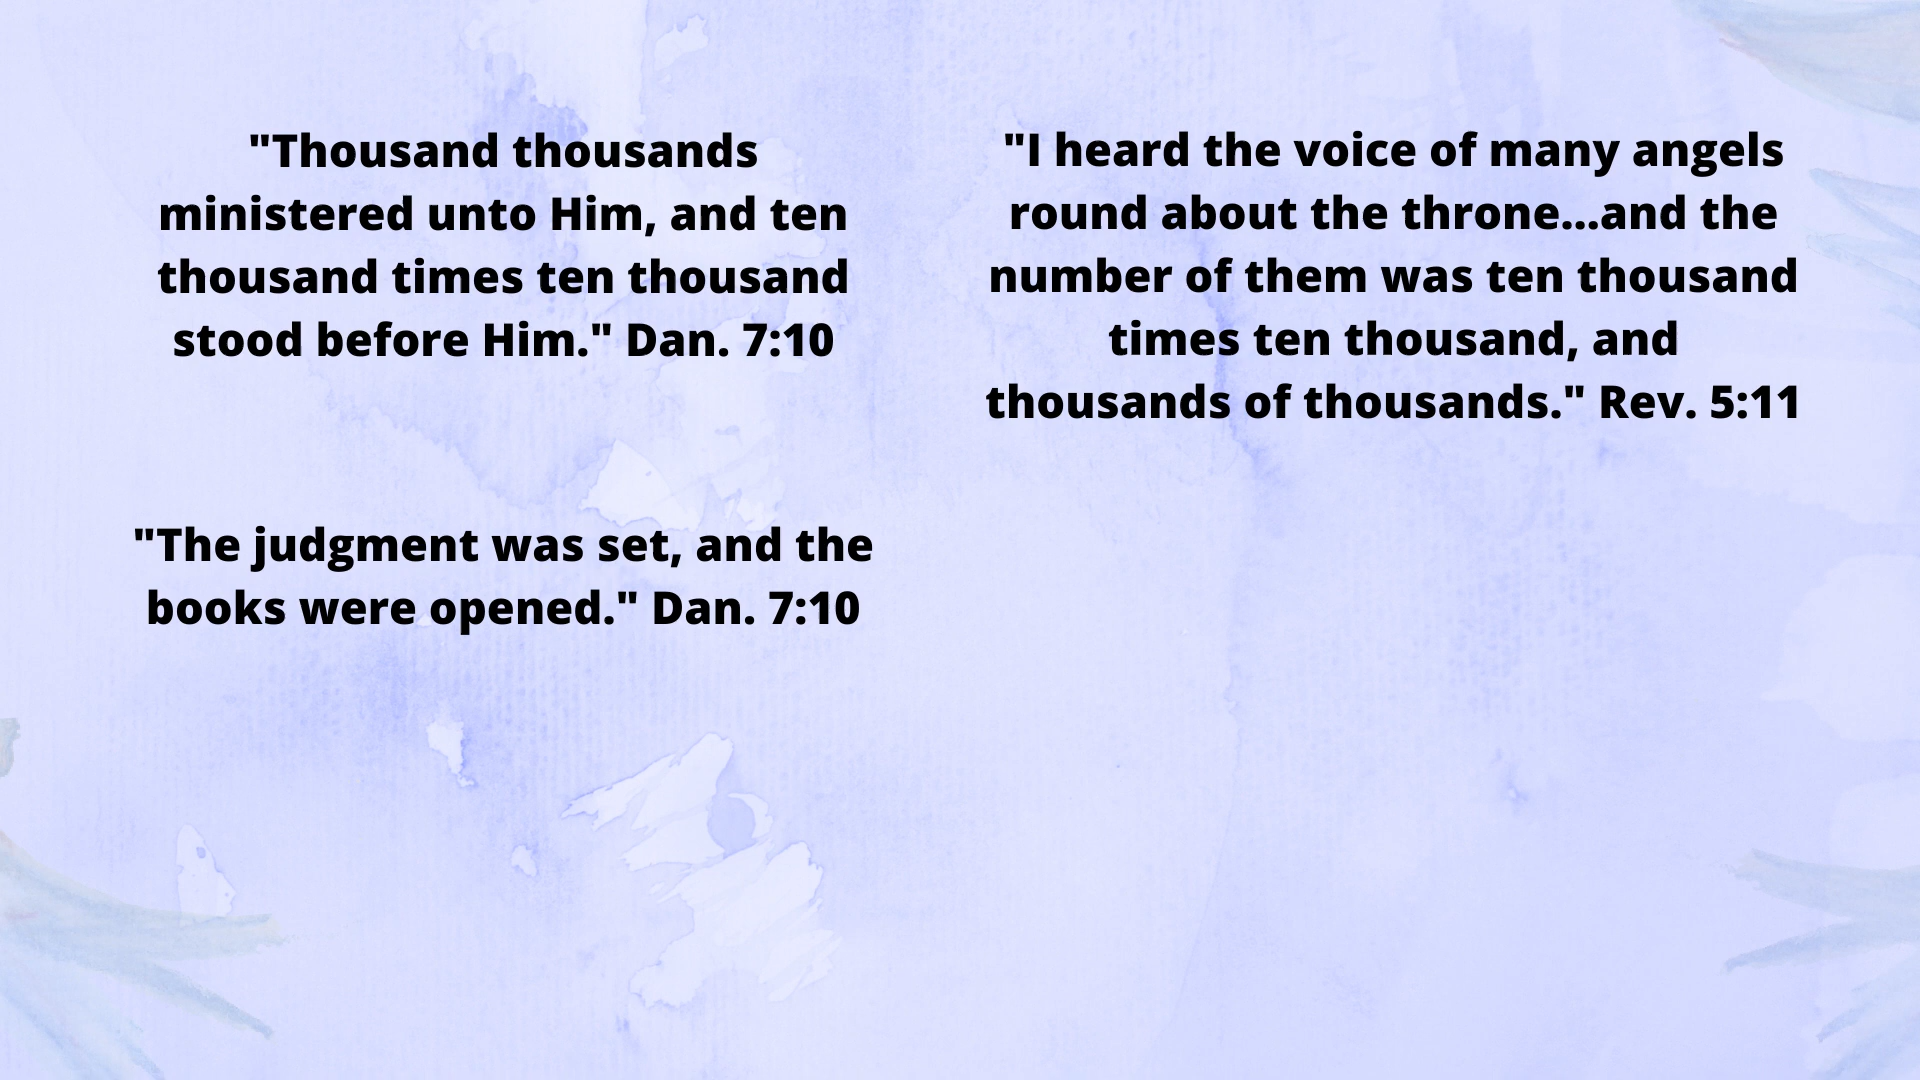 "Thousand thousands
ministered unto Him, and ten
thousand times ten thousand
stood before Him." Dan. 7:10
"I heard the voice of many angels
round about the throne...and the
number of them was ten thousand
times ten thousand, and
thousands of thousands." Rev. 5:11
"The judgment was set, and the
books were opened." Dan. 7:10